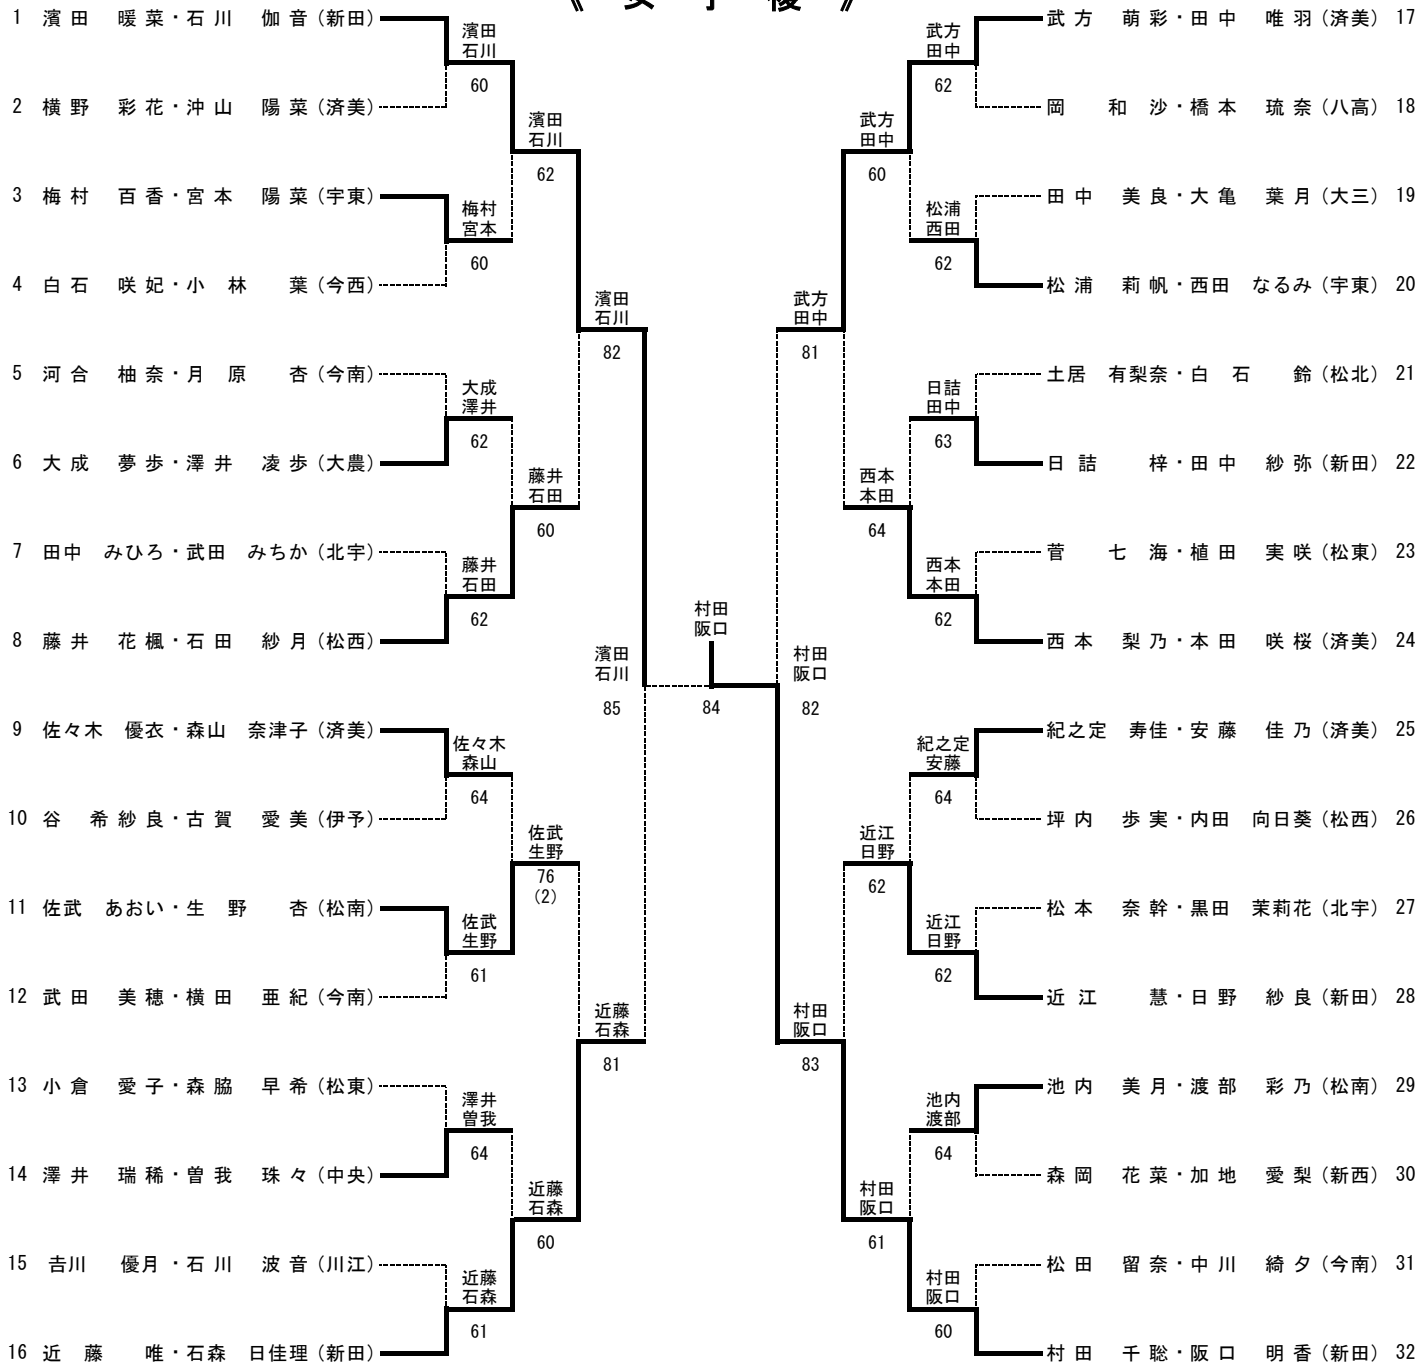 《 女 子 複 》
1 濱 田 暖 菜・石 川 伽 音 (新田)
濱田
石川
60
2 横 野 彩 花・沖 山 陽 菜 (済美)
濱田
石川
62
3 梅 村 百 香・宮 本 陽 菜 (宇東)
梅村
宮本
60
4 白 石 咲 妃・小 林 葉 (今西)
濱田
石川
82
5 河 合 柚 奈・月 原 杏 (今南)
大成
澤井
62
6 大 成 夢 歩・澤 井 凌 歩 (大農)
藤井
石田
60
7 田中 みひろ・武田 みちか (北宇)
藤井
石田
62
8 藤 井 花 楓・石 田 紗 月 (松西)
濱田
石川
85
9 佐々木 優衣・森山 奈津子 (済美)
佐々木
森山
64
10 谷 希 紗 良・古 賀 愛 美 (伊予)
佐武
生野
76
(2)
11 佐武 あおい・生 野 杏 (松南)
佐武
生野
61
12 武 田 美 穂・横 田 亜 紀 (今南)
近藤
石森
81
13 小 倉 愛 子・森 脇 早 希 (松東)
澤井
曽我
64
14 澤 井 瑞 稀・曽 我 珠 々 (中央)
近藤
石森
60
15 𠮷川 優月・石 川 波 音 (川江)
近藤
石森
61
16 近 藤 唯・石森 日佳理 (新田)
村田
阪口
84
武 方 萌 彩・田 中 唯 羽 (済美) 17
武方
田中
62
岡 和 沙・橋 本 琉 奈 (八高) 18
武方
田中
60
田 中 美 良・大 亀 葉 月 (大三) 19
松浦
西田
62
松 浦 莉 帆・西田 なるみ (宇東) 20
武方
田中
81
土居 有梨奈・白 石 鈴 (松北) 21
日詰
田中
63
日 詰 梓・田 中 紗 弥 (新田) 22
西本
本田
64
菅 七 海・植 田 実 咲 (松東) 23
西本
本田
62
西 本 梨 乃・本 田 咲 桜 (済美) 24
村田
阪口
82
紀之定 寿佳・安 藤 佳 乃 (済美) 25
紀之定
安藤
64
坪 内 歩 実・内田 向日葵 (松西) 26
近江
日野
62
松 本 奈 幹・黒田 茉莉花 (北宇) 27
近江
日野
62
近 江 慧・日 野 紗 良 (新田) 28
村田
阪口
83
池 内 美 月・渡 部 彩 乃 (松南) 29
池内
渡部
64
森 岡 花 菜・加 地 愛 梨 (新西) 30
村田
阪口
61
松 田 留 奈・中 川 綺 夕 (今南) 31
村田
阪口
60
村 田 千 聡・阪 口 明 香 (新田) 32